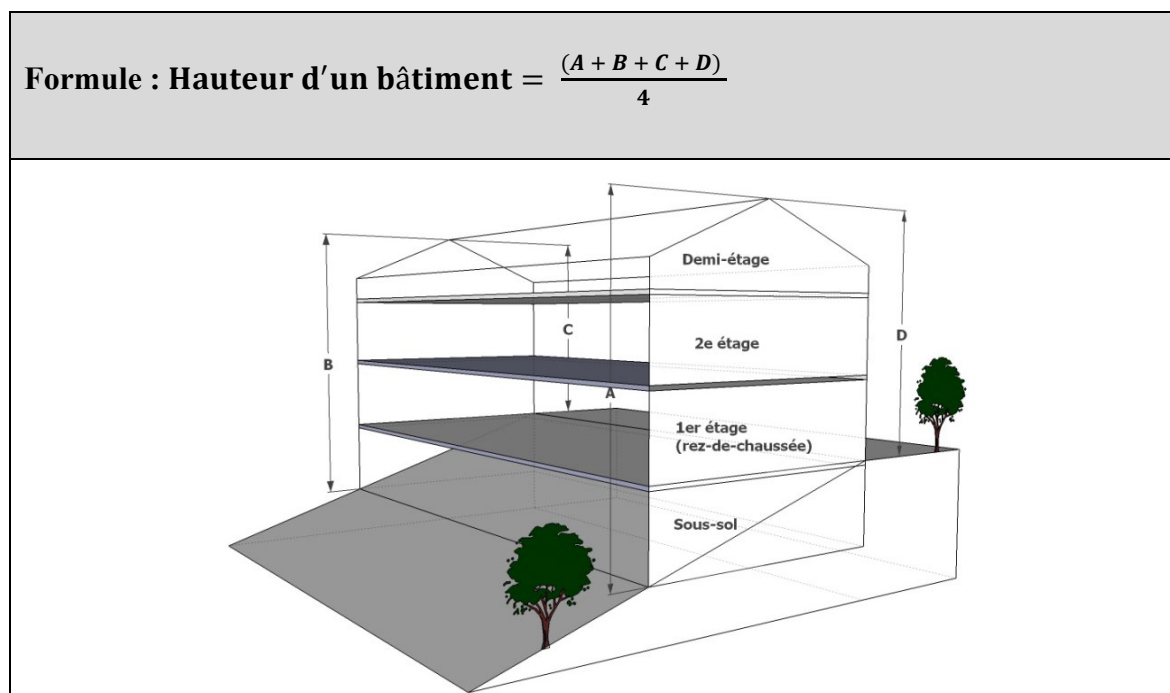 Formule : Hauteur d'un bâtiment = (A + B + C + D) / 4
Demi-étage
C
D
2e étage
B
A
1er étage
(rez-de-chaussée)
Sous-sol